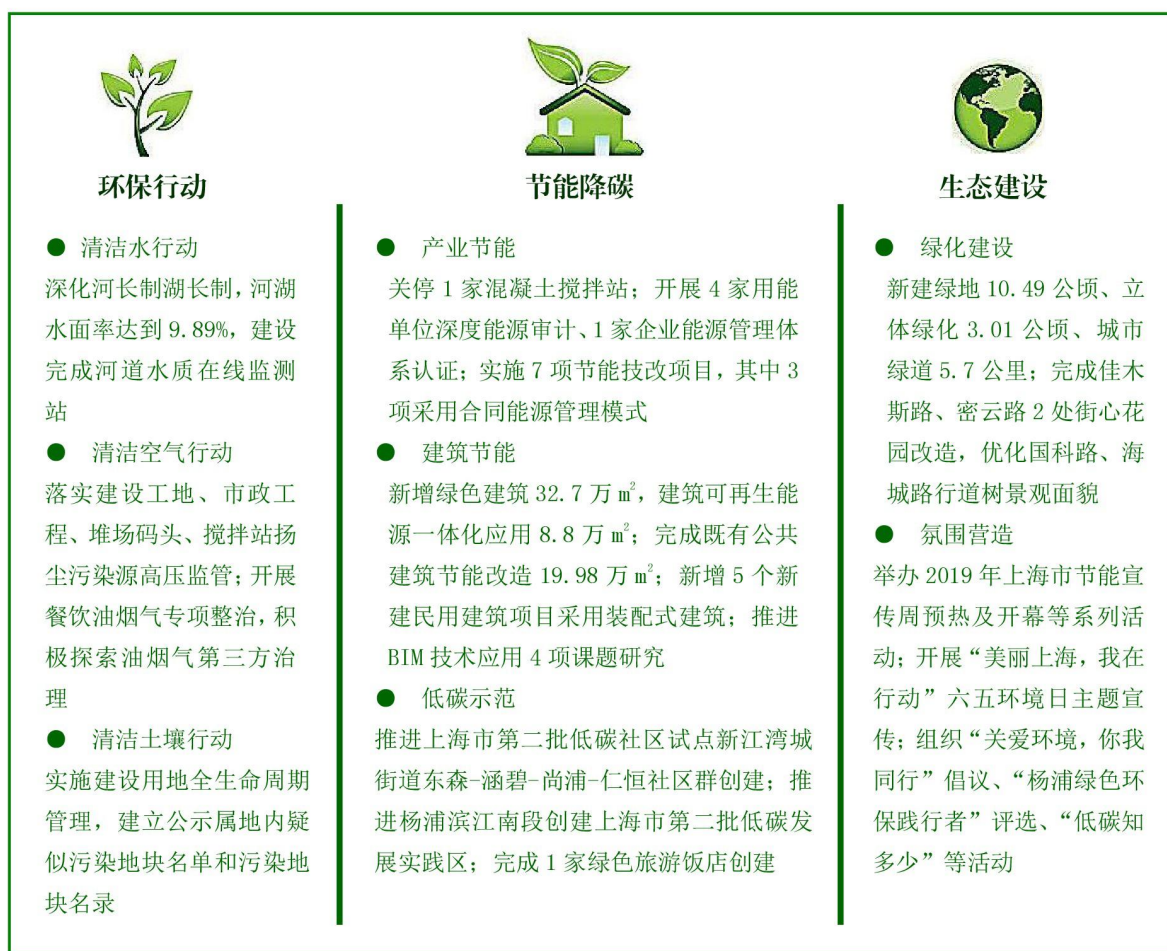 环保行动
● 清洁水行动
深化河长制湖长制，河湖
水面率达到 9.89%，建设
完成河道水质在线监测
站
● 清洁空气行动
落实建设工地、市政工
程、堆场码头、搅拌站扬
尘污染源高压监管；开展
餐饮油烟气专项整治，积
极探索油烟气第三方治
理
● 清洁土壤行动
实施建设用地全生命周期
管理，建立公示属地内疑
似污染地块名单和污染地
块名录
节能降碳
● 产业节能
关停 1 家混凝土搅拌站；开展 4 家用能
单位深度能源审计、1 家企业能源管理体
系认证；实施 7 项节能技改项目，其中 3
项采用合同能源管理模式
● 建筑节能
新增绿色建筑 32.7 万㎡，建筑可再生能
源一体化应用 8.8 万㎡；完成既有公共
建筑节能改造 19.98 万㎡；新增 5 个新
建民用建筑项目采用装配式建筑；推进
BIM 技术应用 4 项课题研究
● 低碳示范
推进上海市第二批低碳社区试点新江湾城
街道东森-涵碧-尚浦-仁恒社区群创建；推
进杨浦滨江南段创建上海市第二批低碳发
展实践区；完成 1 家绿色旅游饭店创建
生态建设
● 绿化建设
新建绿地 10.49 公顷、立
体绿化 3.01 公顷、城市
绿道 5.7 公里；完成佳木
斯路、密云路 2 处街心花
园改造，优化国科路、海
城路行道树景观面貌
● 氛围营造
举办 2019 年上海市节能宣
传周预热及开幕等系列活
动；开展“美丽上海，我在
行动”六五环境日主题宣
传；组织“关爱环境，你我
同行”倡议、“杨浦绿色环
保践行者”评选、“低碳知
多少”等活动